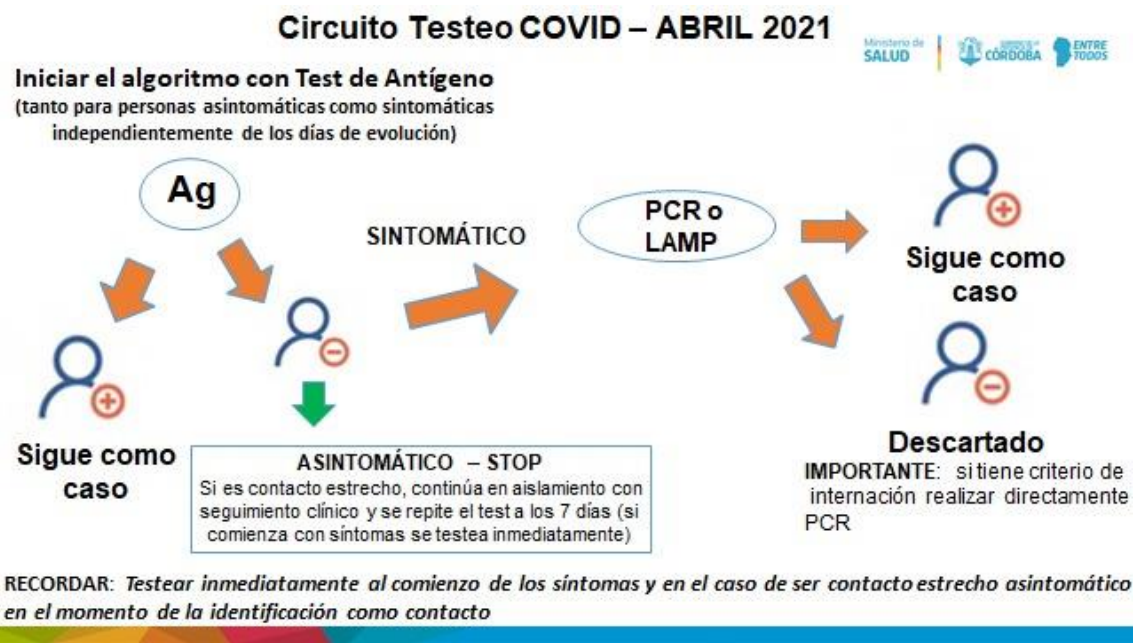 Circuito Testeo COVID – ABRIL 2021
Ministerio de
SALUD
CÓRDOBA
ENTRE
TODOS
Iniciar el algoritmo con Test de Antígeno
(tanto para personas asintomáticas como sintomáticas
independientemente de los días de evolución)
Ag
SINTOMÁTICO
PCR o
LAMP
Sigue como
caso
Sigue como
caso
ASINTOMÁTICO – STOP
Si es contacto estrecho, continúa en aislamiento con
seguimiento clínico y se repite el test a los 7 días (si
comienza con síntomas se testea inmediatamente)
Descartado
IMPORTANTE: si tiene criterio de
internación realizar directamente
PCR
RECORDAR: Testear inmediatamente al comienzo de los síntomas y en el caso de ser contacto estrecho asintomático
en el momento de la identificación como contacto